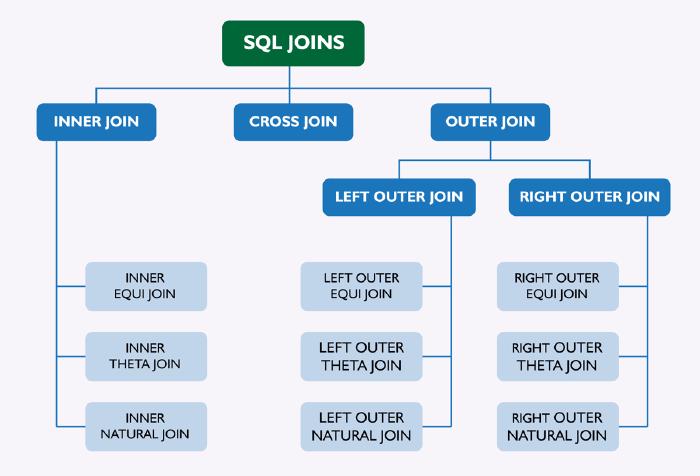 SQL JOINS
INNER JOIN
CROSS JOIN
OUTER JOIN
LEFT OUTER JOIN
RIGHT OUTER JOIN
INNER
EQUI JOIN
LEFT OUTER
EQUI JOIN
RIGHT OUTER
EQUI JOIN
INNER
THETA JOIN
LEFT OUTER
THETA JOIN
RIGHT OUTER
THETA JOIN
INNER
NATURAL JOIN
LEFT OUTER
NATURAL JOIN
RIGHT OUTER
NATURAL JOIN